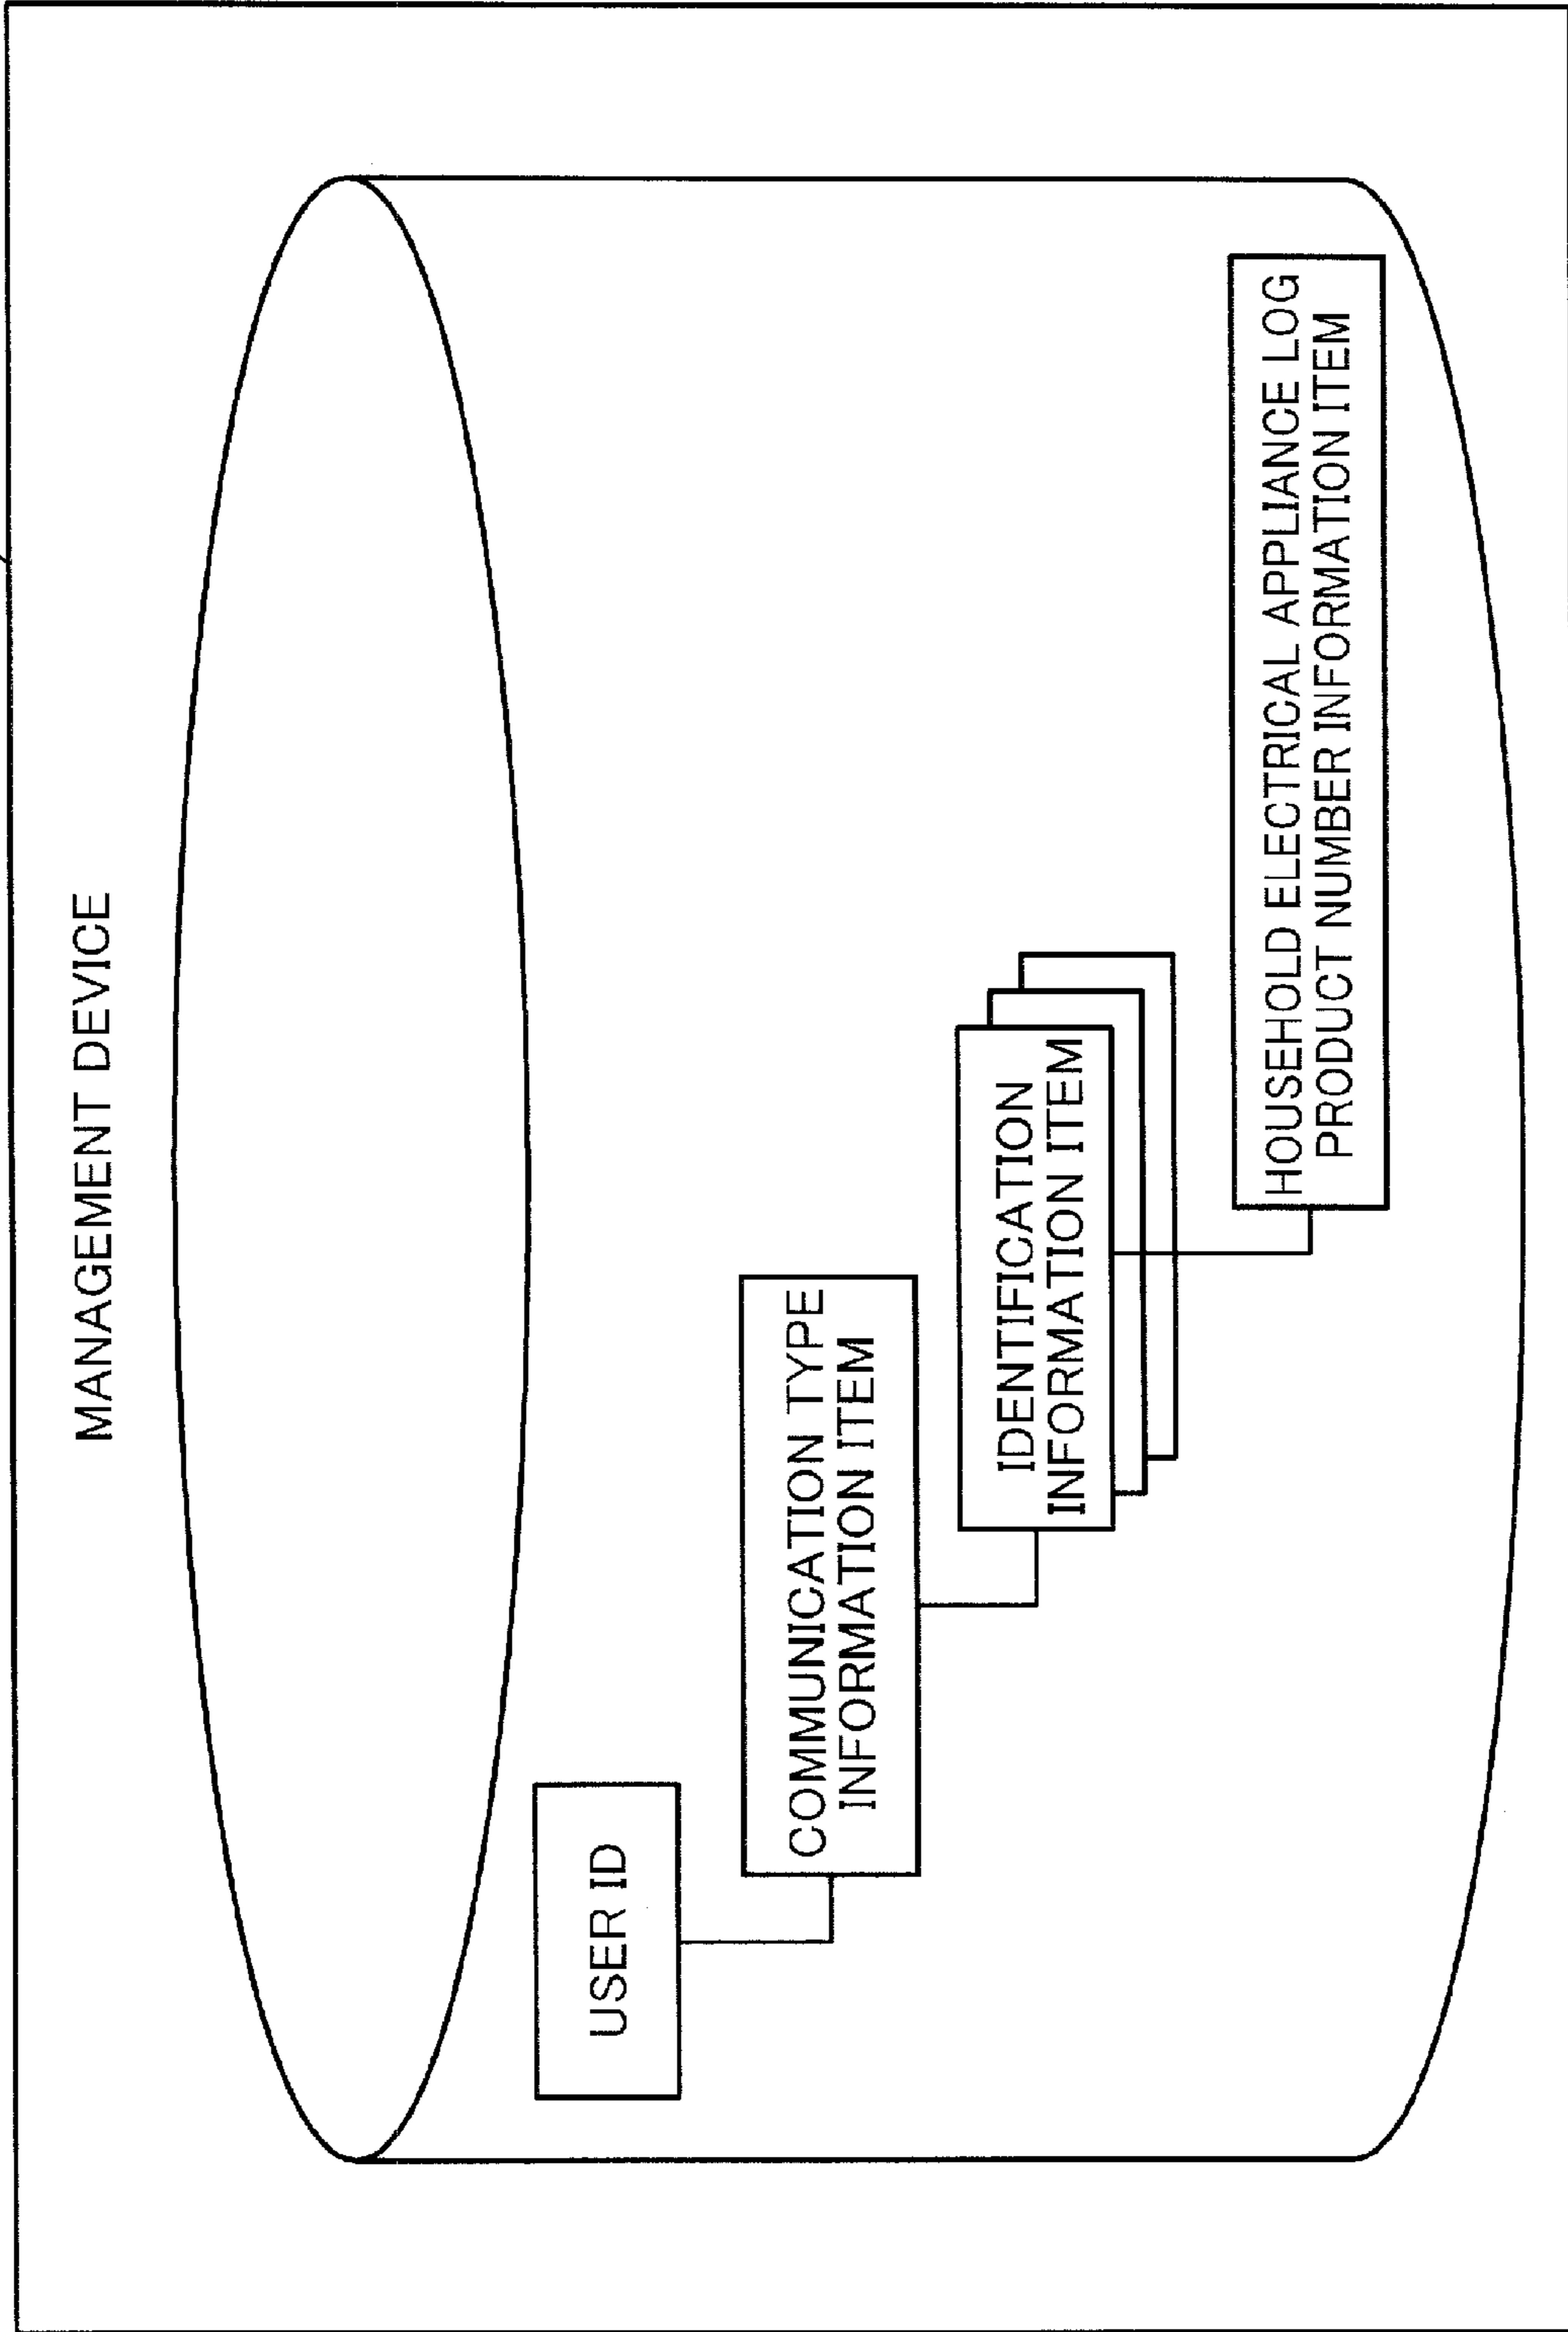 MANAGEMENT DEVICE
USER ID
COMMUNICATION TYPE
INFORMATION ITEM
IDENTIFICATION
INFORMATION ITEM
HOUSEHOLD ELECTRICAL APPLIANCE LOG
PRODUCT NUMBER INFORMATION ITEM